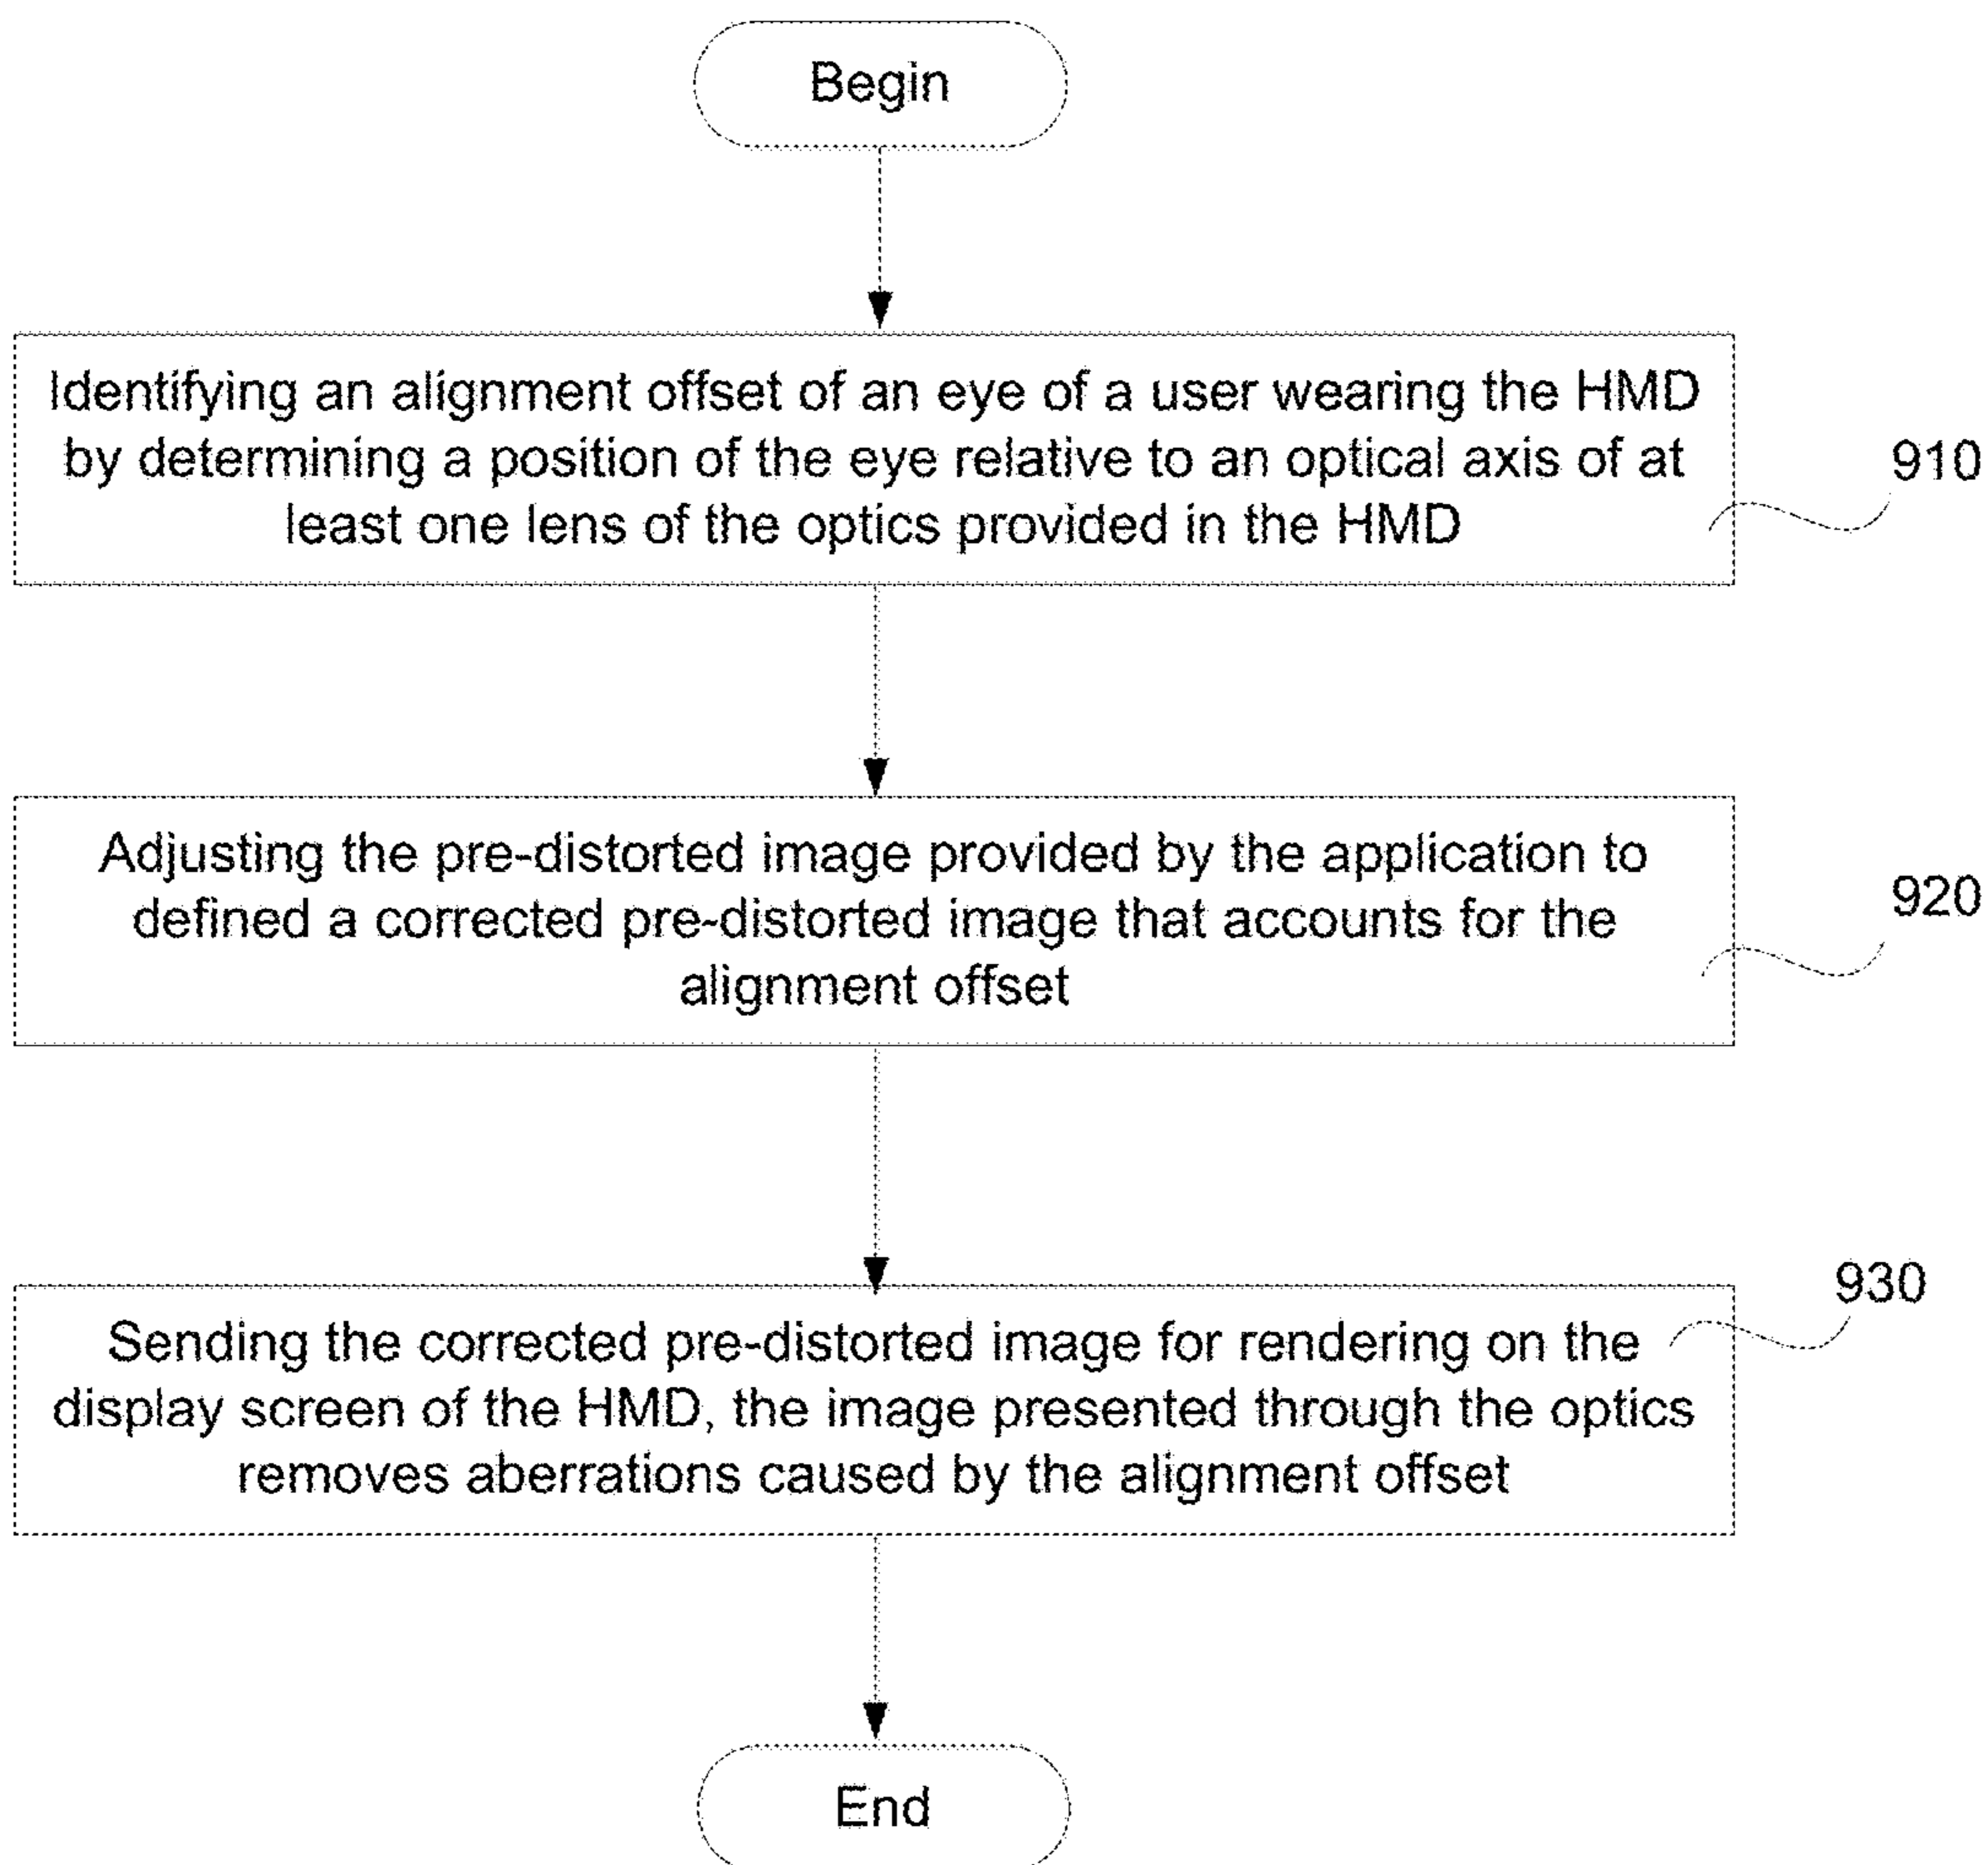 Begin
Identifying an alignment offset of an eye of a user wearing the HMD
by determining a position of the eye relative to an optical axis of at
least one lens of the optics provided in the HMD
910
Adjusting the pre-distorted image provided by the application to
defined a corrected pre-distorted image that accounts for the
alignment offset
920
Sending the corrected pre-distorted image for rendering on the
display screen of the HMD, the image presented through the optics
removes aberrations caused by the alignment offset
930
End